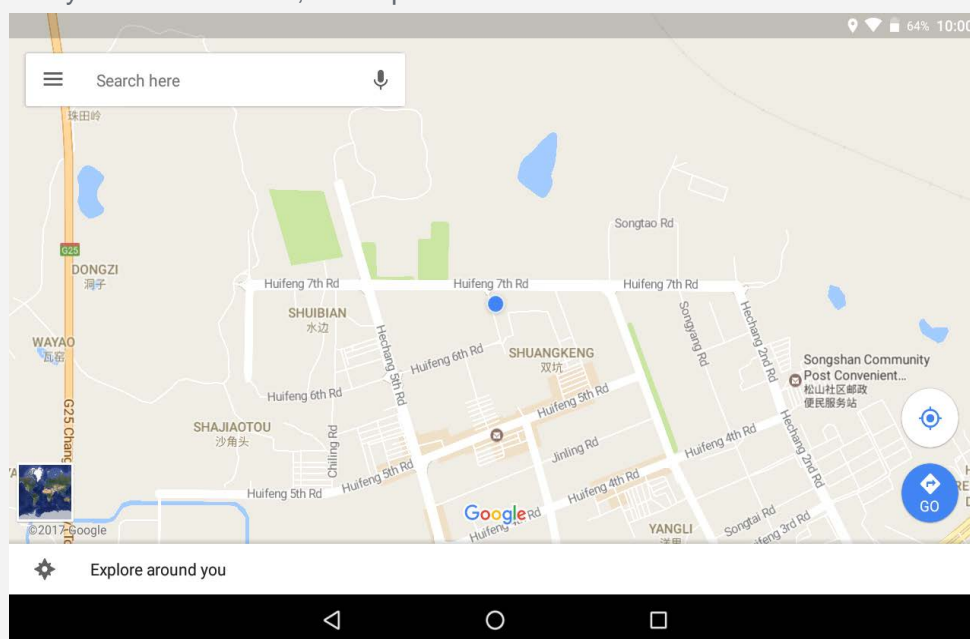 64% 10:00
Search here
珠田岭
Songtao Rd
G25
DONGZI
洞子
Huifeng 7th Rd
Huifeng 7th Rd
Huifeng 7th Rd
SHUIBIAN
水边
Songyang Rd
Hechang 2nd Rd
Hechang 5th Rd
WAYAO
瓦窑
Huifeng 6th Rd
SHUANGKENG
双坑
Songshan Community
Post Convenient...
松山社区邮政
便民服务站
Huifeng 6th Rd
Huifeng 5th Rd
G25 Chang
SHAJIAOTOU
沙角头
Chiling Rd
Jinling Rd
Huifeng 4th Rd
Hechang 2nd Rd
Huifeng 5th Rd
Huifeng 5th Rd
Huifeng 4th Rd
GO
Google
Rd
Huifeng
YANGLI
Songtai Rd
feng 3rd Rd
©2017 Google
Explore around you